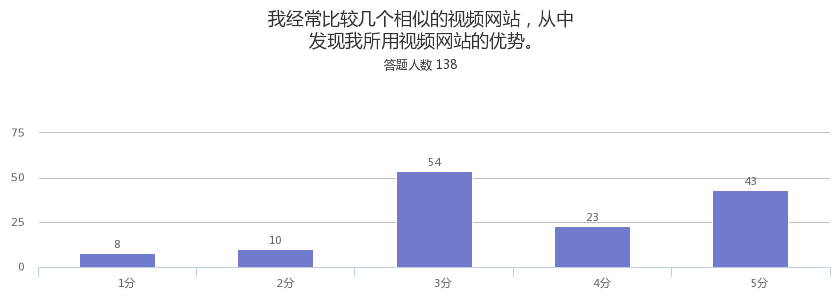 我经常比较几个相似的视频网站，从中
发现我所用视频网站的优势。
答题人数 138
75
50
25
0
8
10
54
23
43
1分
2分
3分
4分
5分